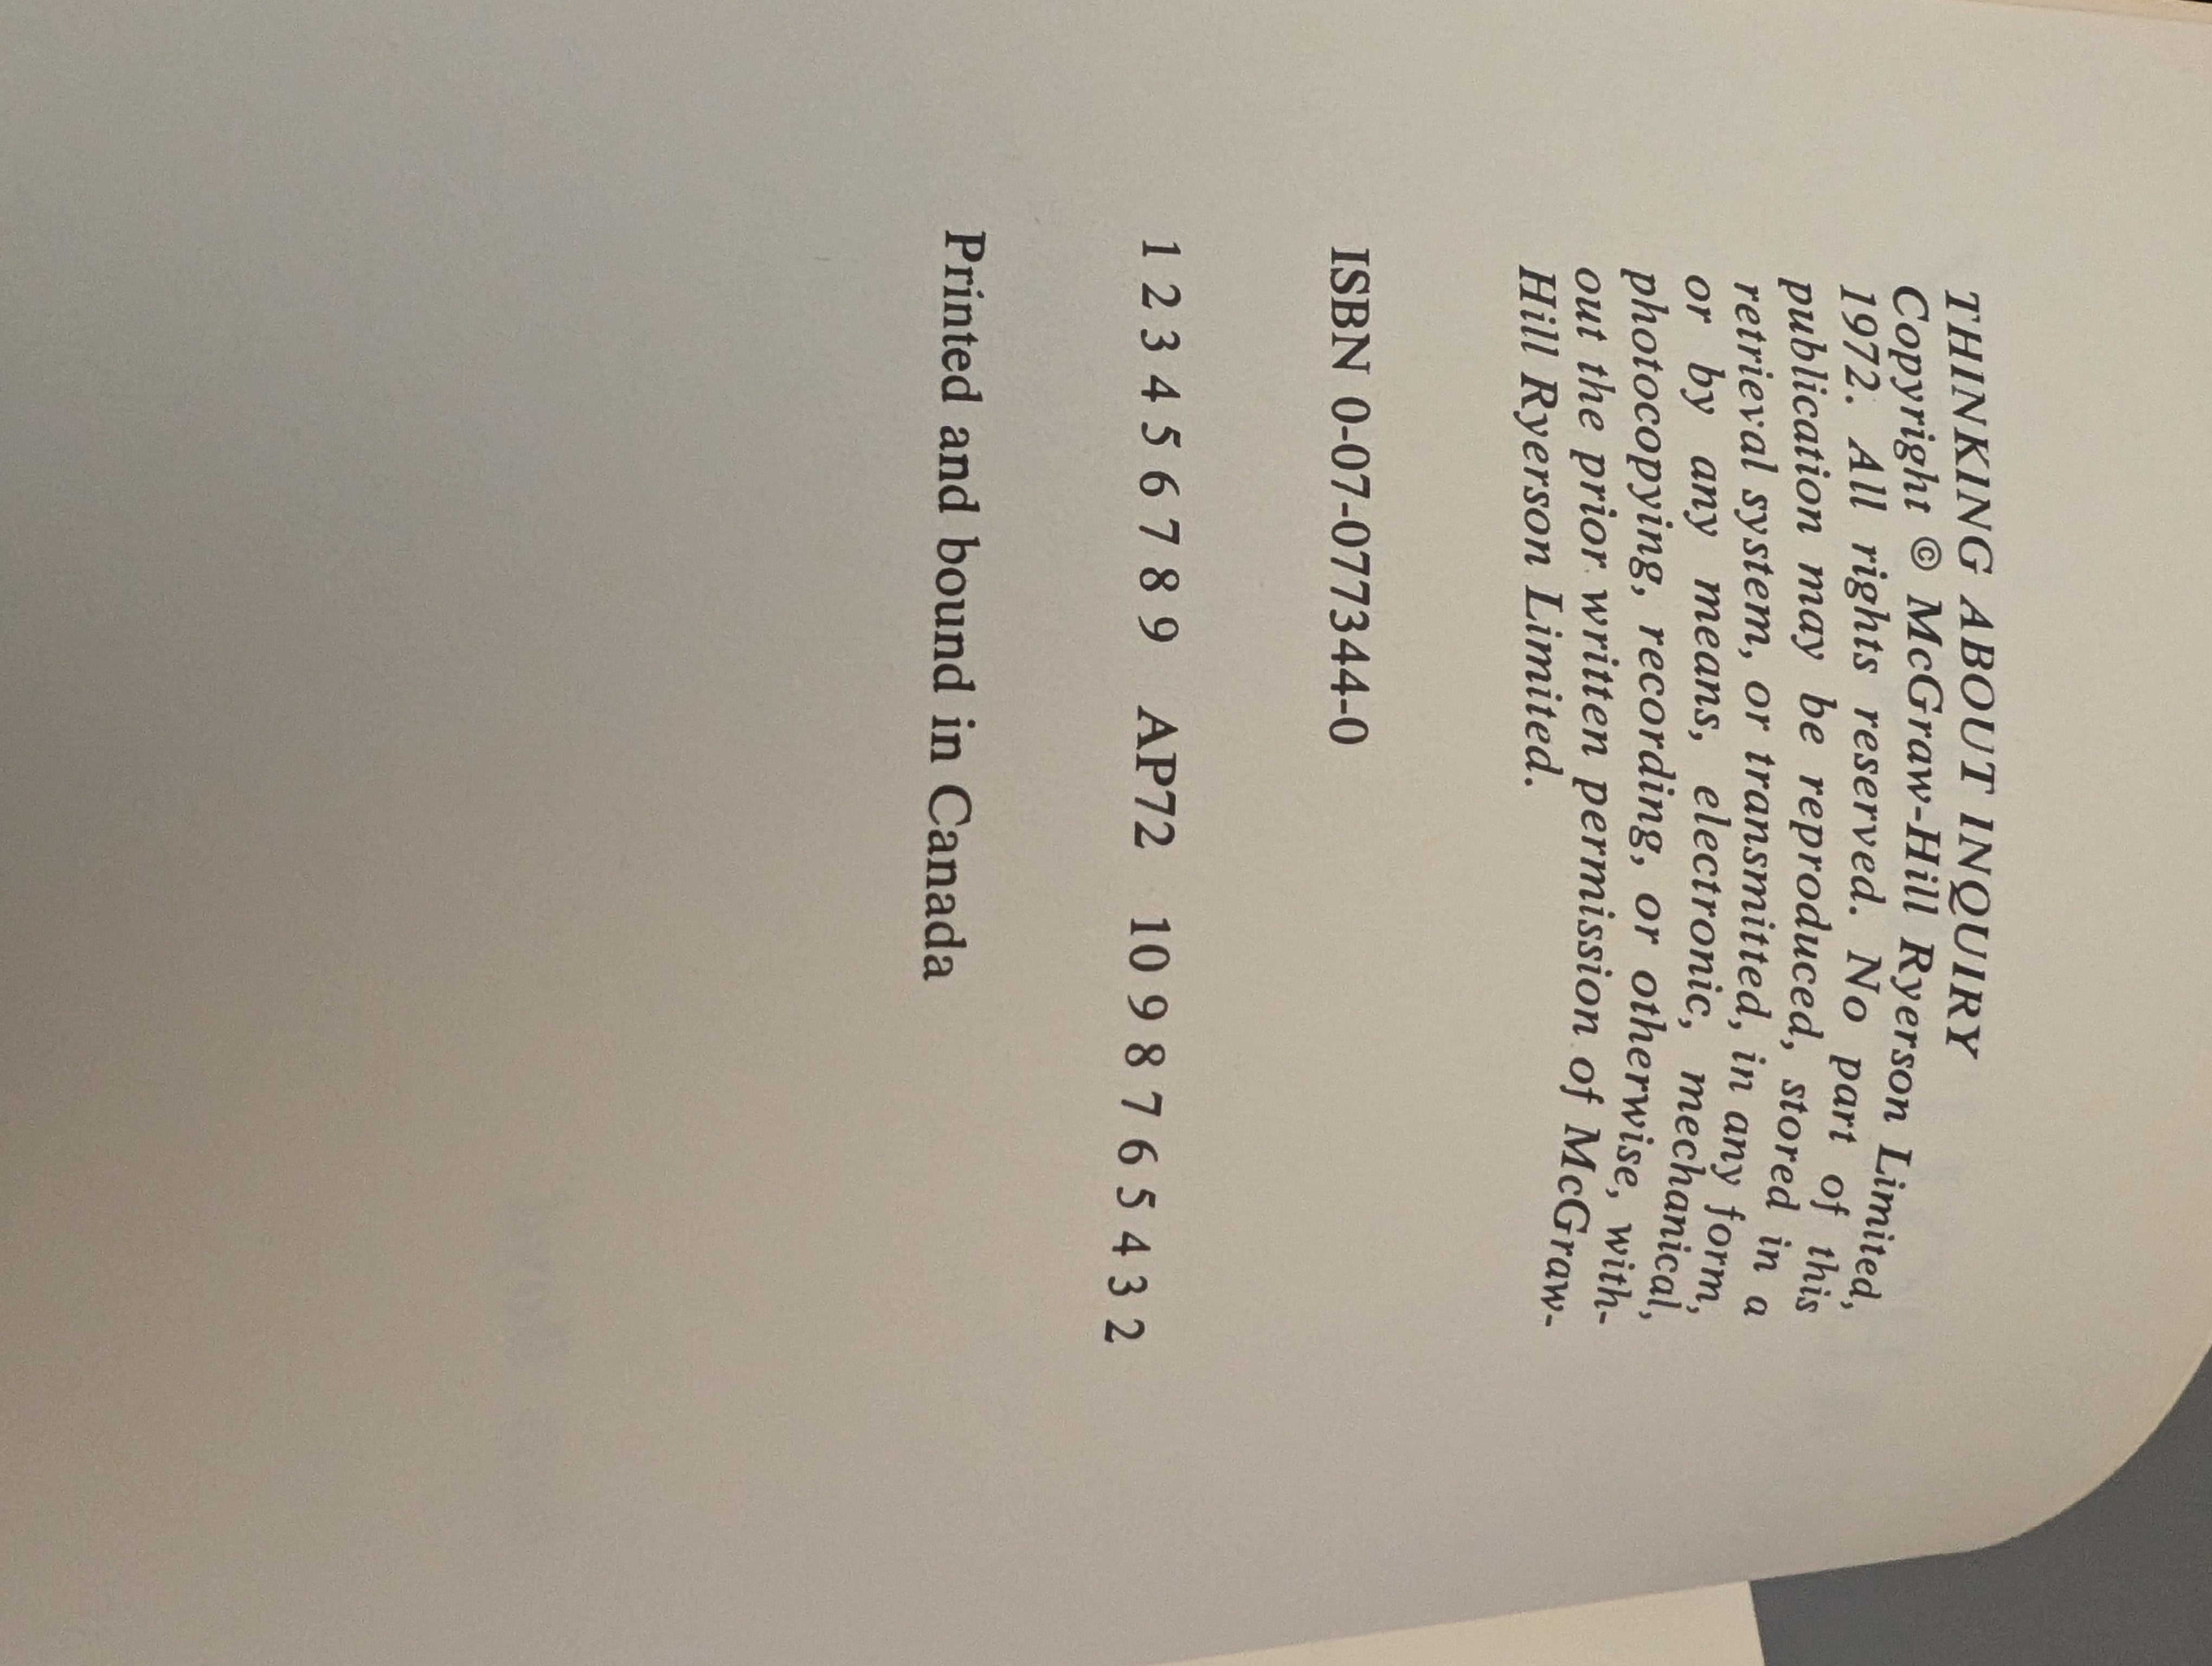 THINKING ABOUT INQUIRY
Copyright © McGraw-Hill Ryerson Limited,
1972. All rights reserved. No part of this
publication may be reproduced, stored in a
retrieval system, or transmitted, in any form,
or by any means, electronic, mechanical,
photocopying, recording, or otherwise, with-
out the prior written permission of McGraw-
Hill Ryerson Limited.
ISBN 0-07-077344-0
1 2 3 4 5 6 7 8 9 AP72 10 9 8 7 6 5 4 3 2
Printed and bound in Canada